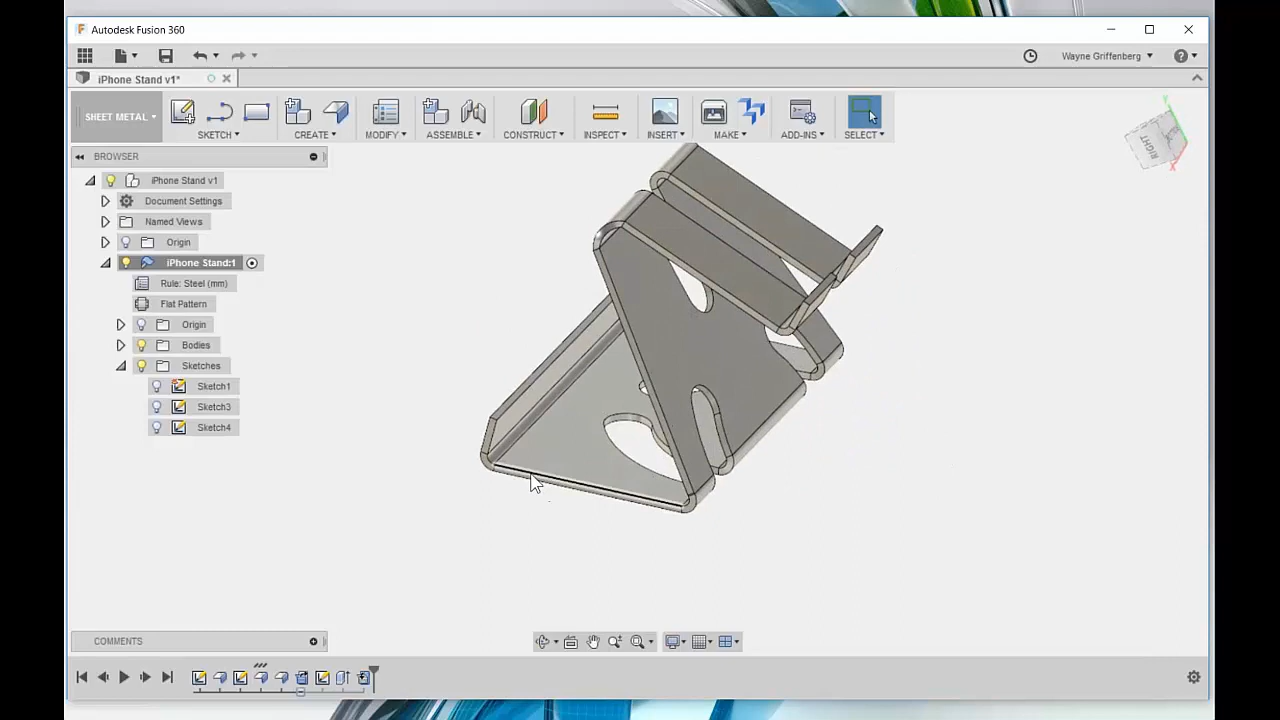 Autodesk Fusion 360
Wayne Griffenberg
iPhone Stand v1*
SHEET METAL
SKETCH
CREATE
MODIFY
ASSEMBLE
CONSTRUCT
INSPECT
INSERT
MAKE
ADD-INS
SELECT
BROWSER
RIGHT
iPhone Stand v1
Document Settings
Named Views
Origin
iPhone Stand:1
Rule: Steel (mm)
Flat Pattern
Origin
Bodies
Sketches
Sketch1
Sketch3
Sketch4
COMMENTS